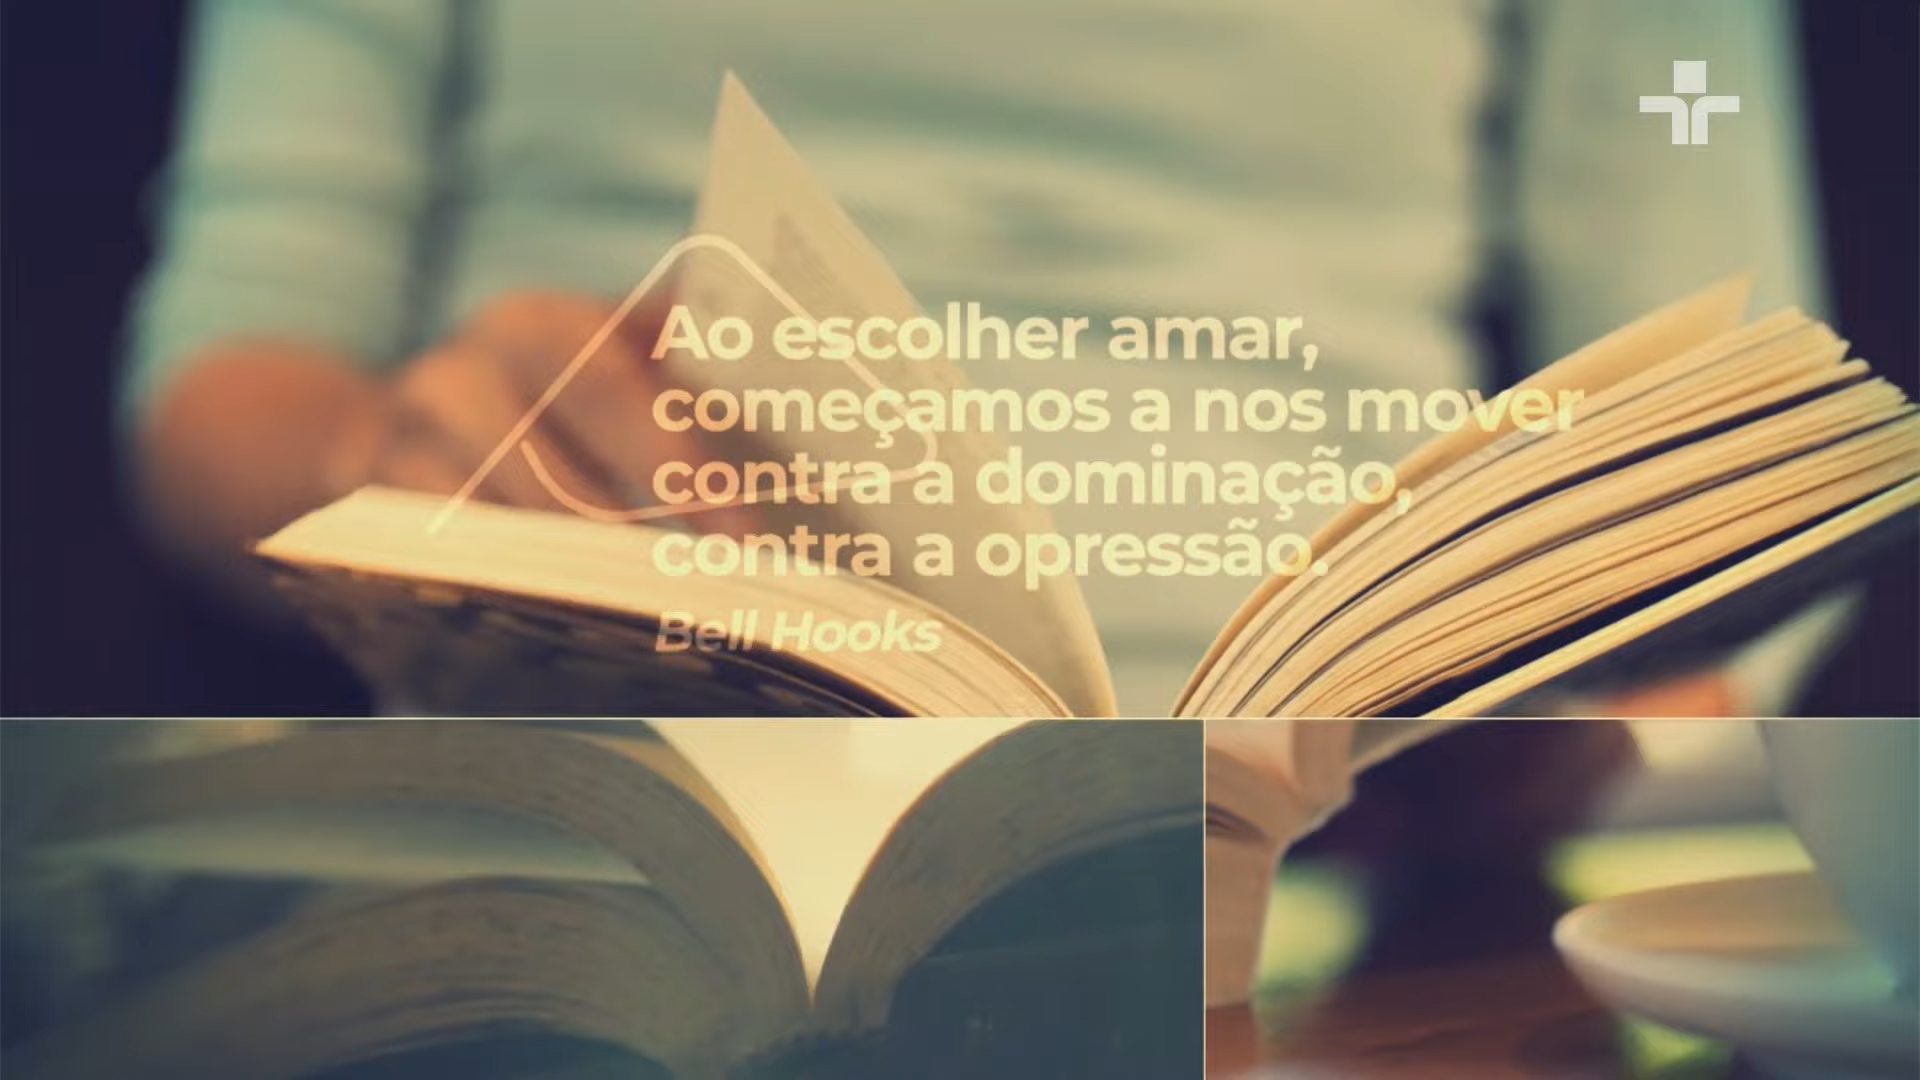 Ao escolher amar,
começamos a nos mover
contra a dominação,
contra a opressão.
Bell Hooks